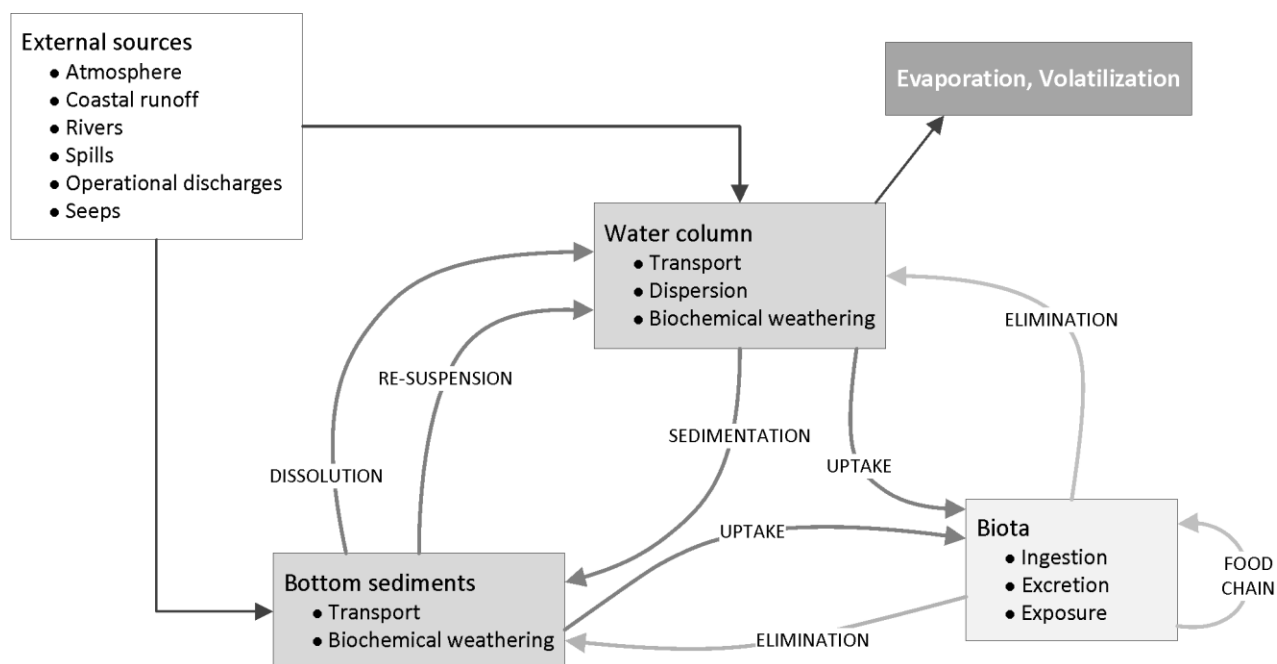 External sources
● Atmosphere
● Coastal runoff
● Rivers
● Spills
● Operational discharges
● Seeps
Evaporation, Volatilization
Water column
● Transport
● Dispersion
● Biochemical weathering
ELIMINATION
RE-SUSPENSION
SEDIMENTATION
DISSOLUTION
UPTAKE
UPTAKE
Biota
● Ingestion
● Excretion
● Exposure
FOOD
CHAIN
Bottom sediments
● Transport
● Biochemical weathering
ELIMINATION